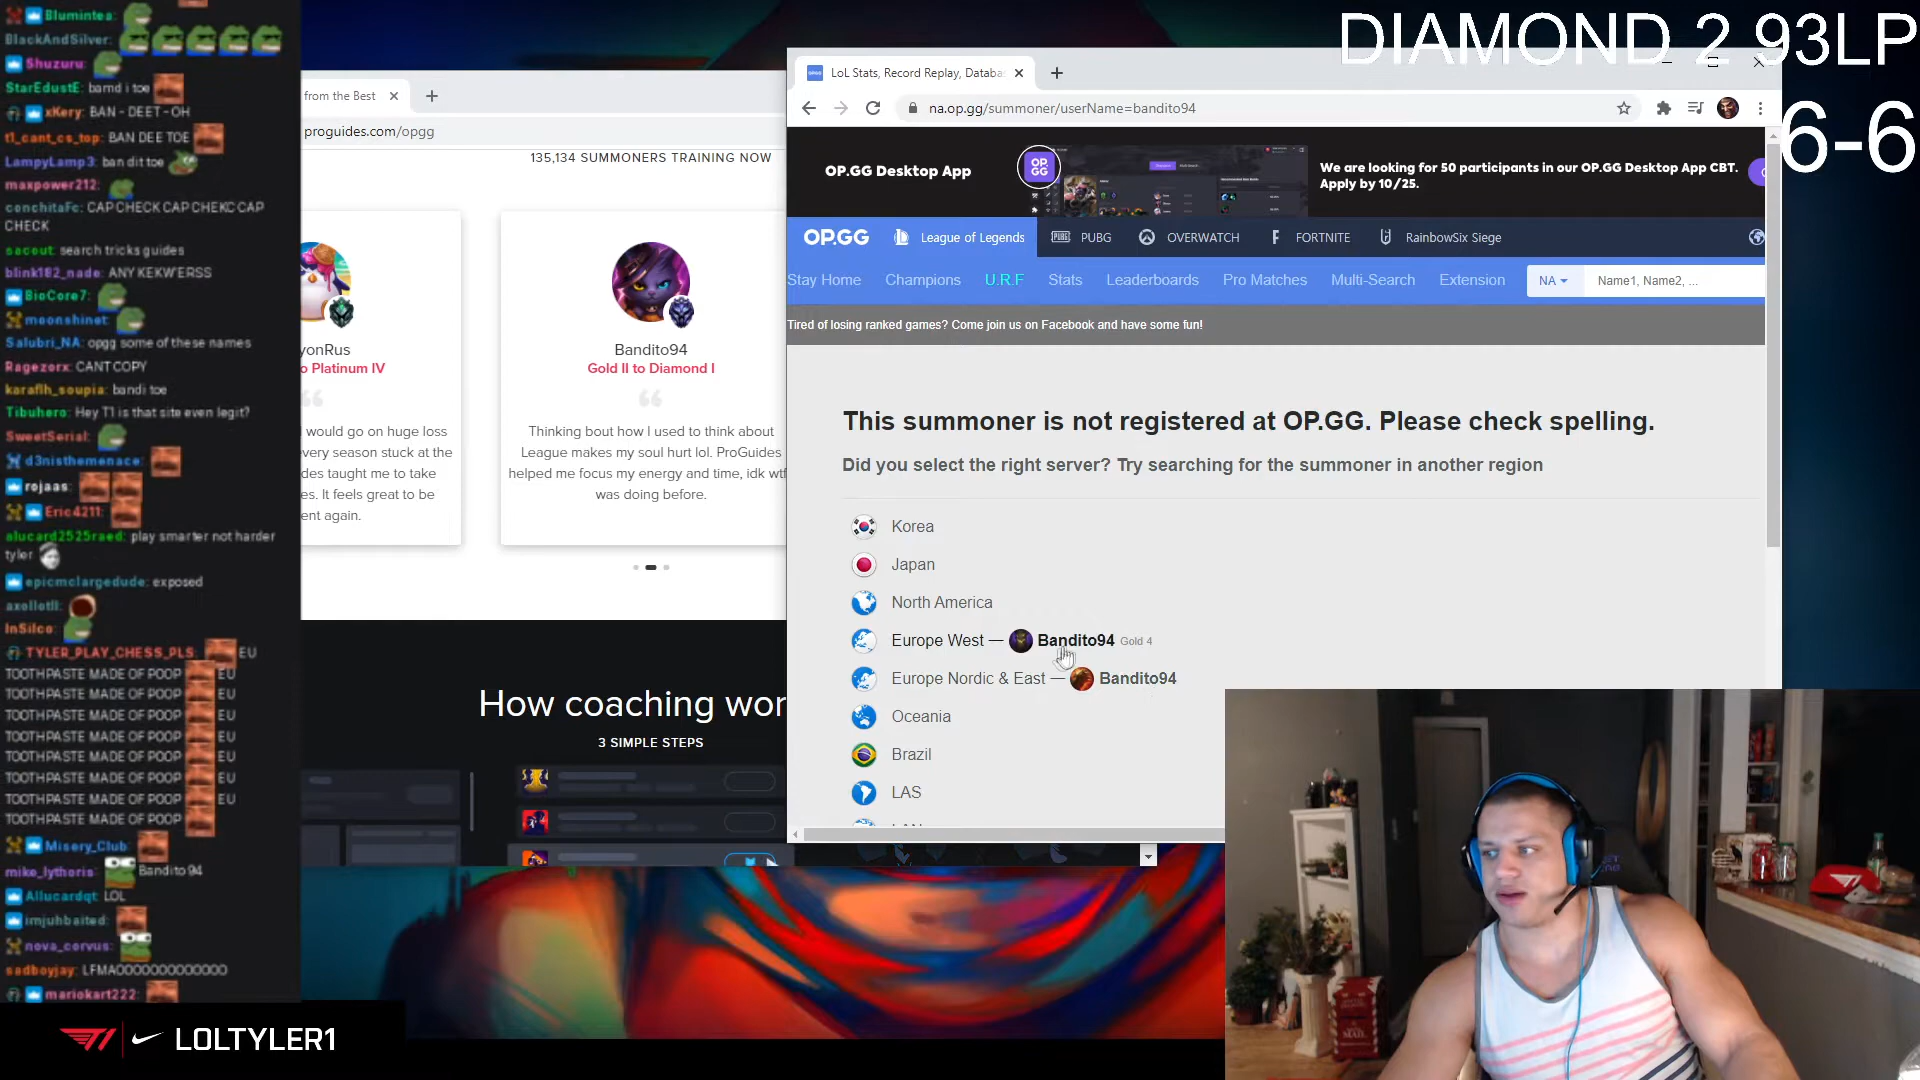 Blumintea:
BlackAndSilver:
Shuzuru:
StarEdustE: bamd i toe
xKery: BAN - DEET - OH
t1_cant_cs_top: BAN DEE TOE
LampyLamp3: ban dit toe
maxpower212:
conchitaFc: CAP CHECK CAP CHEKC CAP
CHECK
sacout: search tricks guides
blink182_nade: ANY KEKW'ERSS
BioCore7:
moonshinet:
Salubri_NA: opgg some of these names
Ragezorx: CANT COPY
karaflh_soupia: bandi toe
Tibuhero: Hey T1 is that site even legit?
SweetSerial:
d3nisthemenace:
rojaas:
Eric4211:
alucard2525raed: play smarter not harder
tyler
epicmclargedude: exposed
axollotll:
InSilco:
TYLER_PLAY_CHESS_PLS: EU
TOOTHPASTE MADE OF POOP EU
TOOTHPASTE MADE OF POOP EU
TOOTHPASTE MADE OF POOP EU
TOOTHPASTE MADE OF POOP EU
TOOTHPASTE MADE OF POOP EU
TOOTHPASTE MADE OF POOP EU
TOOTHPASTE MADE OF POOP EU
TOOTHPASTE MADE OF POOP
Misery_Club:
mike_lythoris: Bandito 94
Allucardqt: LOL
imjuhbaited:
nova_corvus:
sadboyjay: LFMAOOOOOOOOOOOOO
mariokart222:
T1 LOLTYLER1
from the Best
proguides.com/opgg
135,134 SUMMONERS TRAINING NOW
yonRus
o Platinum IV
would go on huge loss
very season stuck at the
des taught me to take
es. It feels great to be
ent again.
Bandito94
Gold II to Diamond I
Thinking bout how I used to think about
League makes my soul hurt lol. ProGuides
helped me focus my energy and time, idk wtf
was doing before.
How coaching wor
3 SIMPLE STEPS
DIAMOND 2 93LP
6-6
LoL Stats, Record Replay, Databa
na.op.gg/summoner/userName=bandito94
OP.GG Desktop App
OP.GG
We are looking for 50 participants in our OP.GG Desktop App CBT.
Apply by 10/25.
OP.GG League of Legends PUBG OVERWATCH FORTNITE RainbowSix Siege
Stay Home Champions U.R.F Stats Leaderboards Pro Matches Multi-Search Extension NA Name1, Name2, ...
Tired of losing ranked games? Come join us on Facebook and have some fun!
This summoner is not registered at OP.GG. Please check spelling.
Did you select the right server? Try searching for the summoner in another region
Korea
Japan
North America
Europe West — Bandito94 Gold 4
Europe Nordic & East — Bandito94
Oceania
Brazil
LAS